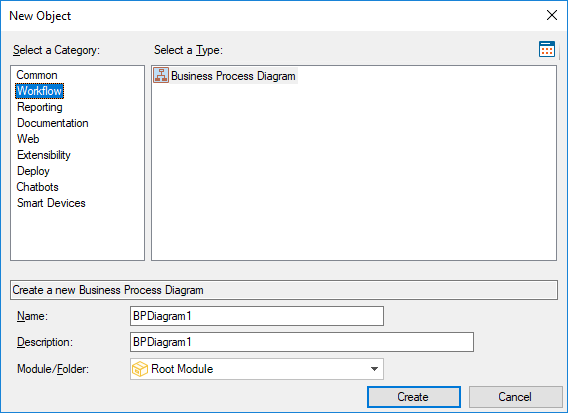 New Object
Select a Category:
Select a Type:
Common
Workflow
Reporting
Documentation
Web
Extensibility
Deploy
Chatbots
Smart Devices
Business Process Diagram
Create a new Business Process Diagram
Name: BPDiagram1
Description: BPDiagram1
Module/Folder: Root Module
Create Cancel